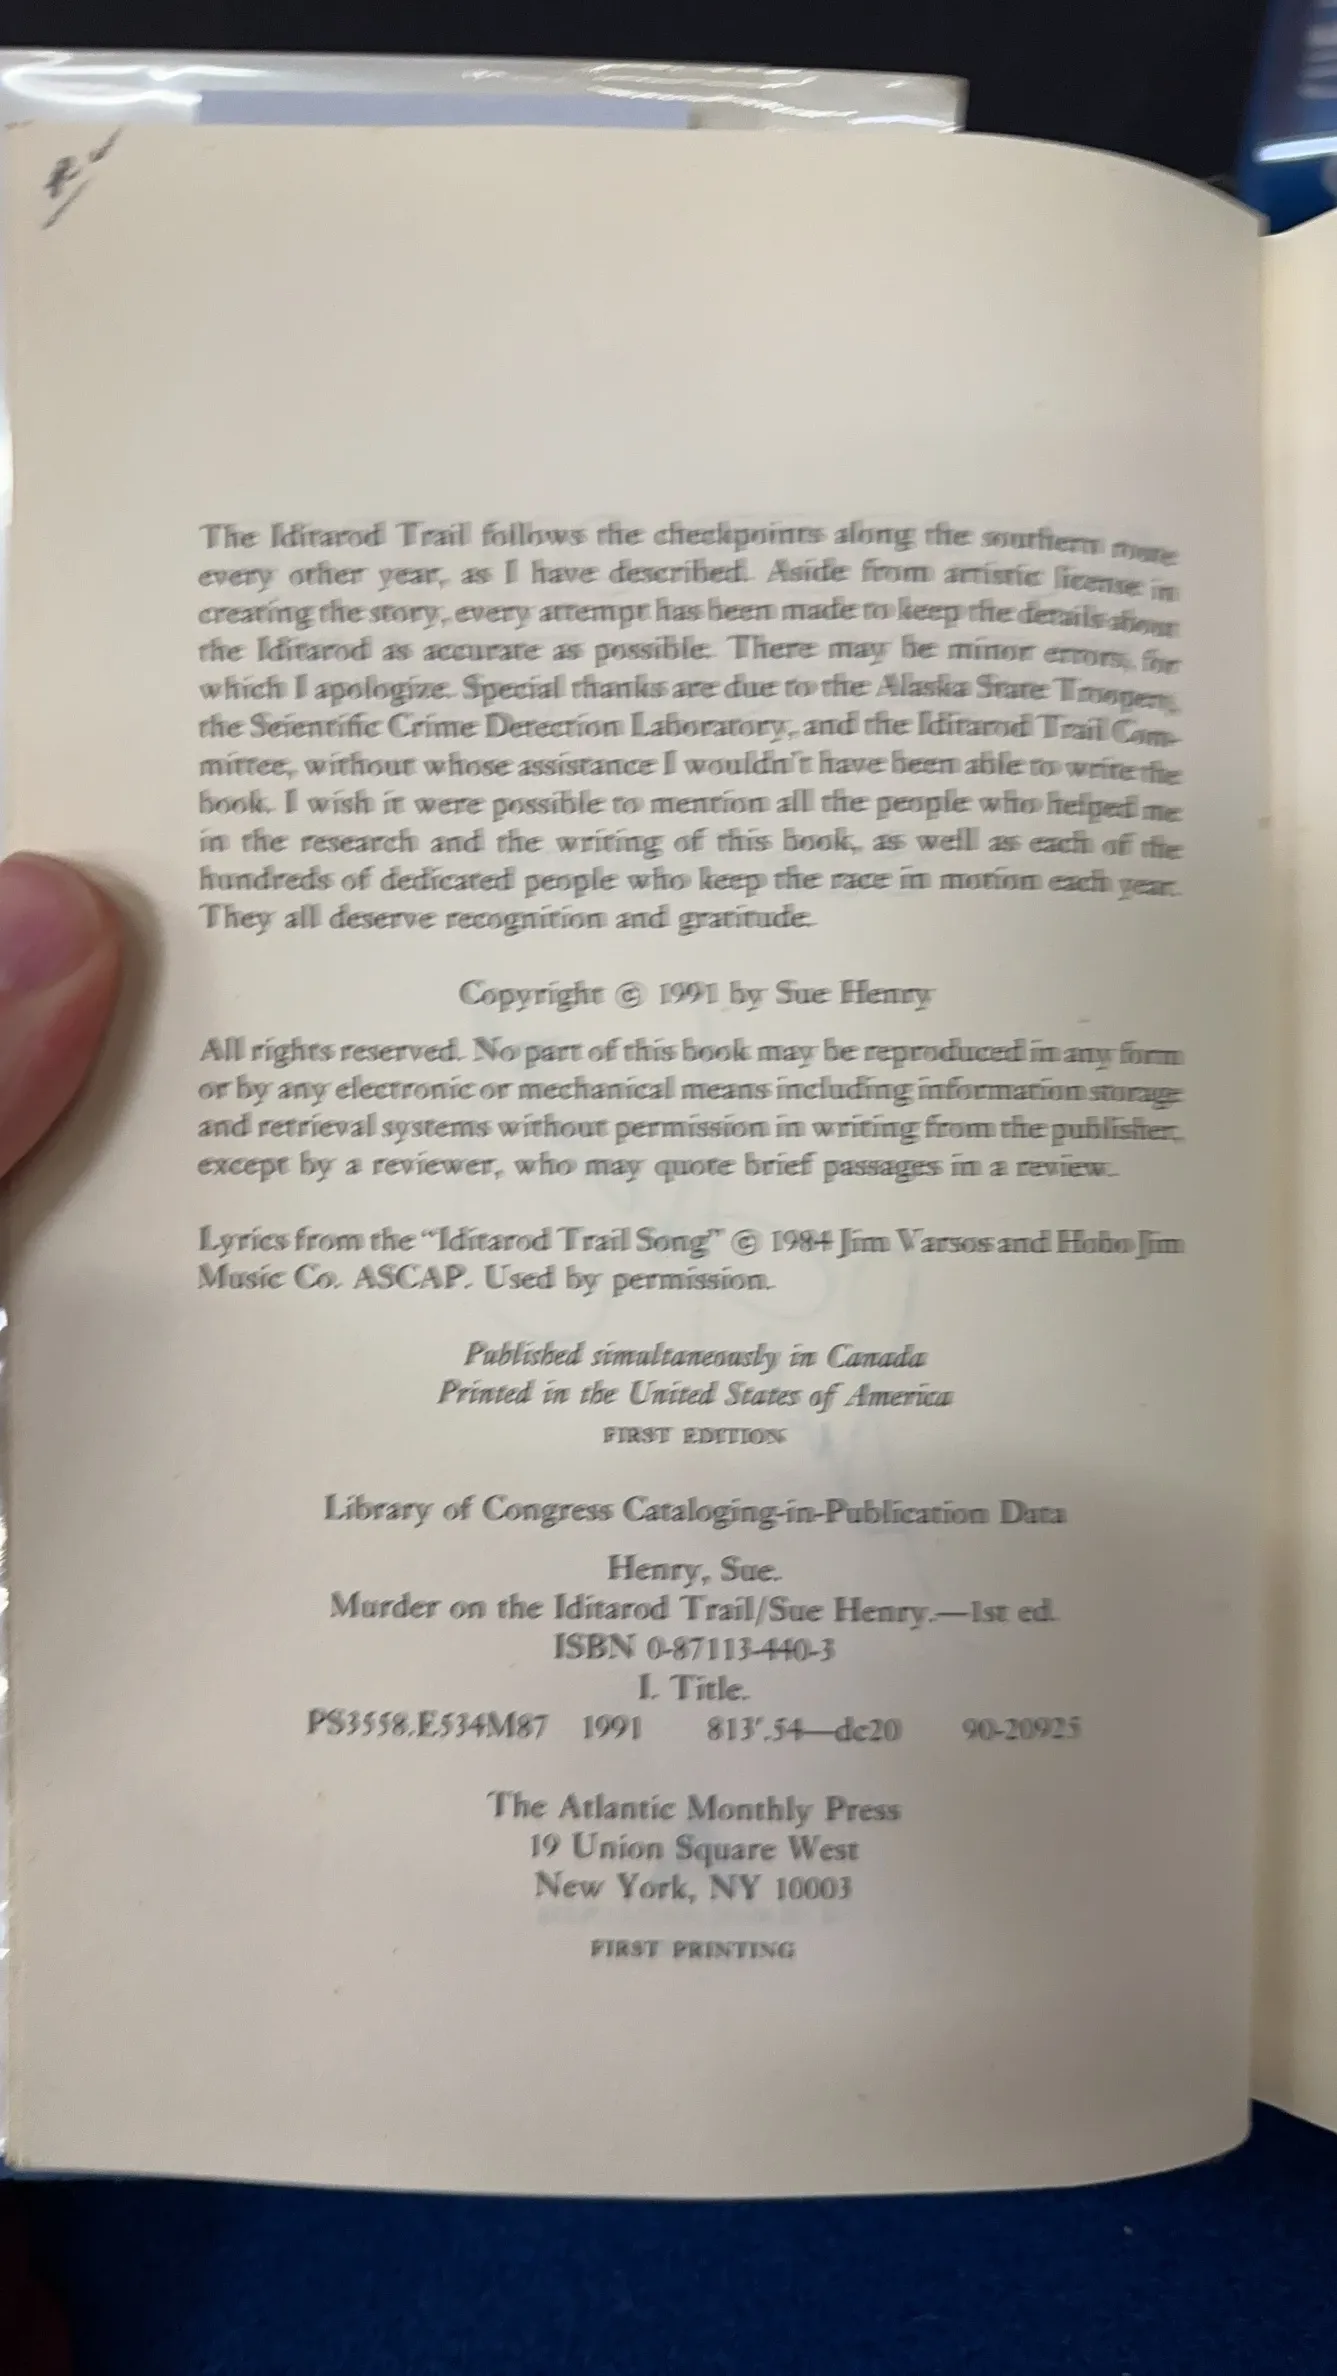 The Iditarod Trail follows the checkpoints along the southern route
every other year, as I have described. Aside from artistic license in
creating the story, every attempt has been made to keep the details about
the Iditarod as accurate as possible. There may be minor errors, for
which I apologize. Special thanks are due to the Alaska State Troopers,
the Scientific Crime Detection Laboratory, and the Iditarod Trail Com-
mittee, without whose assistance I wouldn't have been able to write the
book. I wish it were possible to mention all the people who helped me
in the research and the writing of this book, as well as each of the
hundreds of dedicated people who keep the race in motion each year.
They all deserve recognition and gratitude.
Copyright © 1991 by Sue Henry
All rights reserved. No part of this book may be reproduced in any form
or by any electronic or mechanical means including information storage
and retrieval systems without permission in writing from the publisher,
except by a reviewer, who may quote brief passages in a review.
Lyrics from the “Iditarod Trail Song” © 1984 Jim Varsos and Hobo Jim
Music Co. ASCAP. Used by permission.
Published simultaneously in Canada
Printed in the United States of America
FIRST EDITION
Library of Congress Cataloging-in-Publication Data
Henry, Sue.
Murder on the Iditarod Trail/Sue Henry.—1st ed.
ISBN 0-87113-440-3
I. Title.
PS3558.E534M87 1991 813′.54—dc20 90-20925
The Atlantic Monthly Press
19 Union Square West
New York, NY 10003
FIRST PRINTING